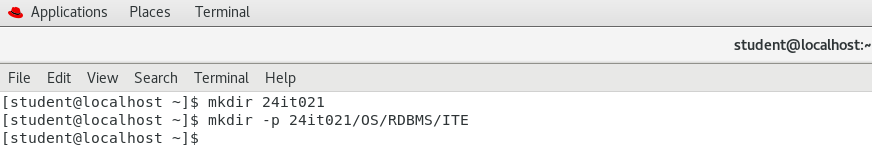 Applications Places Terminal
student@localhost:~
File Edit View Search Terminal Help
[student@localhost ~]$ mkdir 24it021
[student@localhost ~]$ mkdir -p 24it021/OS/RDBMS/ITE
[student@localhost ~]$